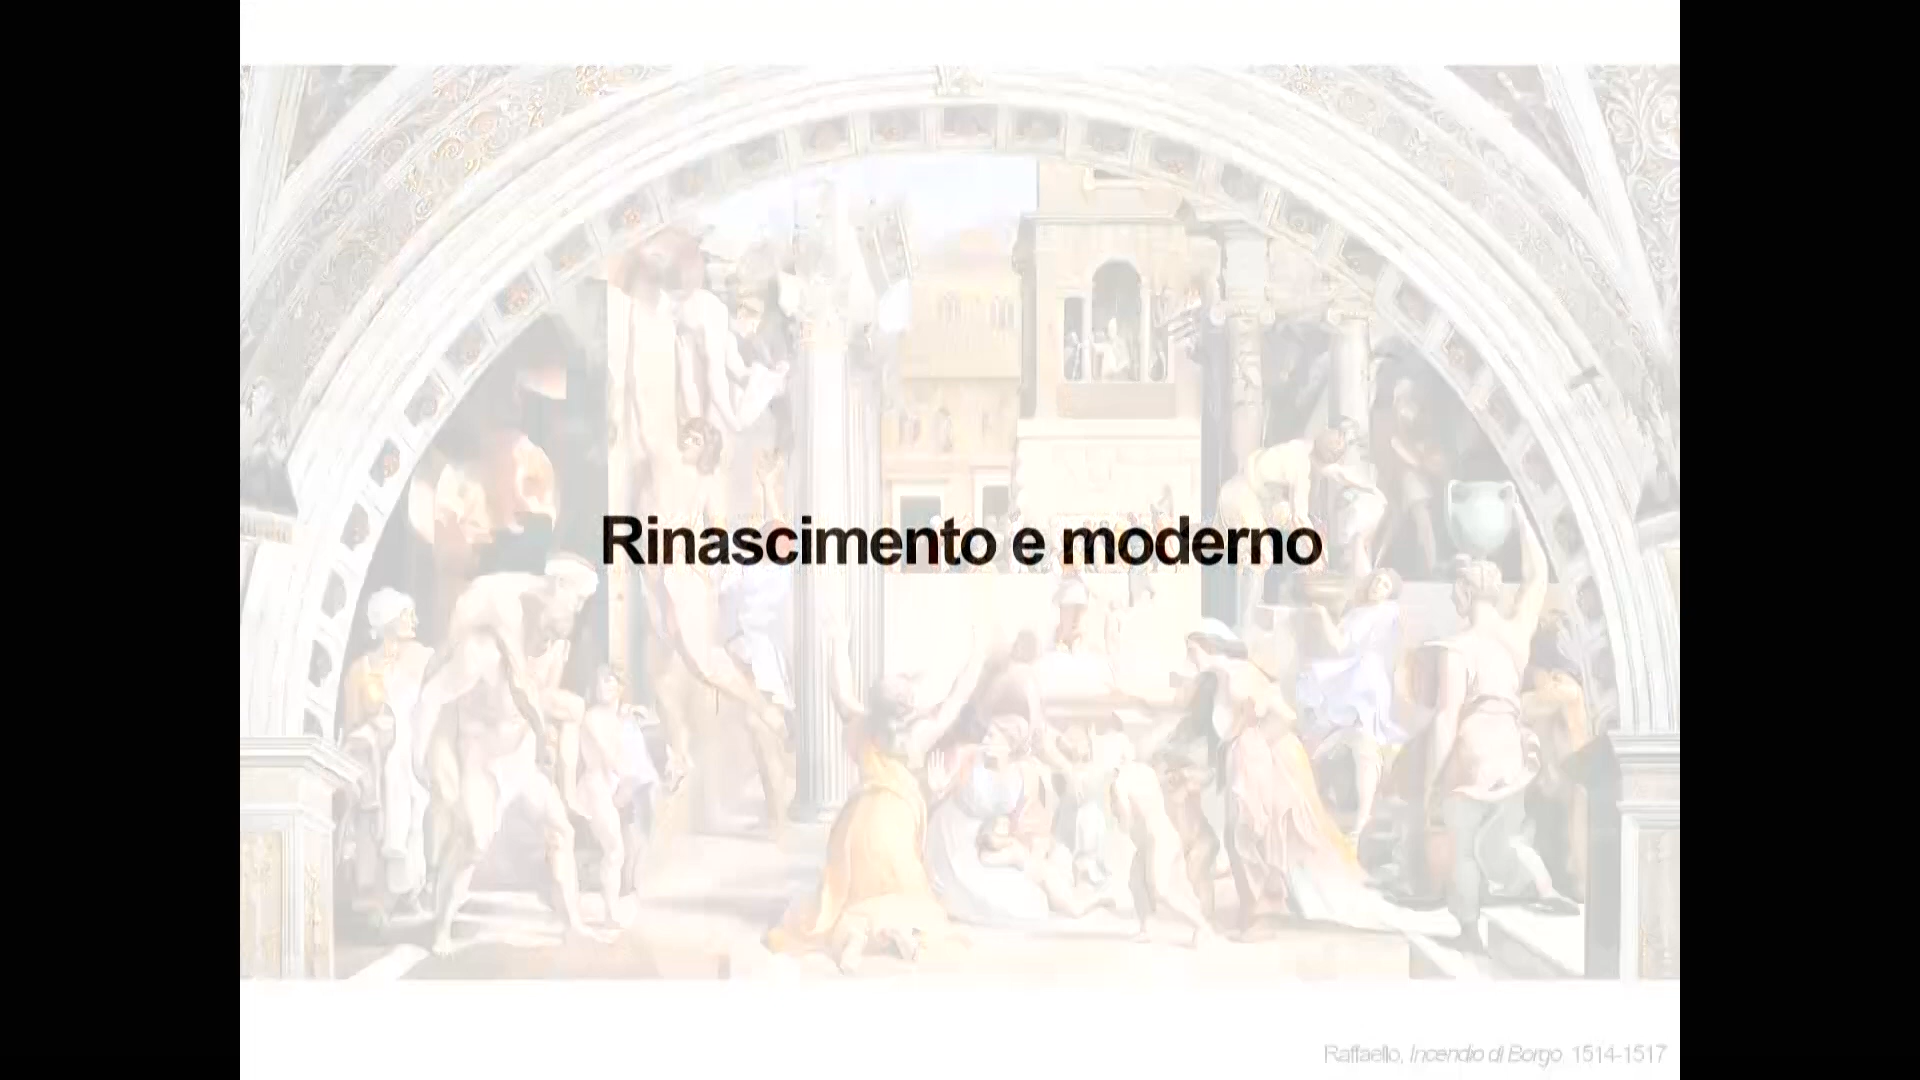 Rinascimento e moderno
Raffaello, Incendio di Borgo 1514-1517